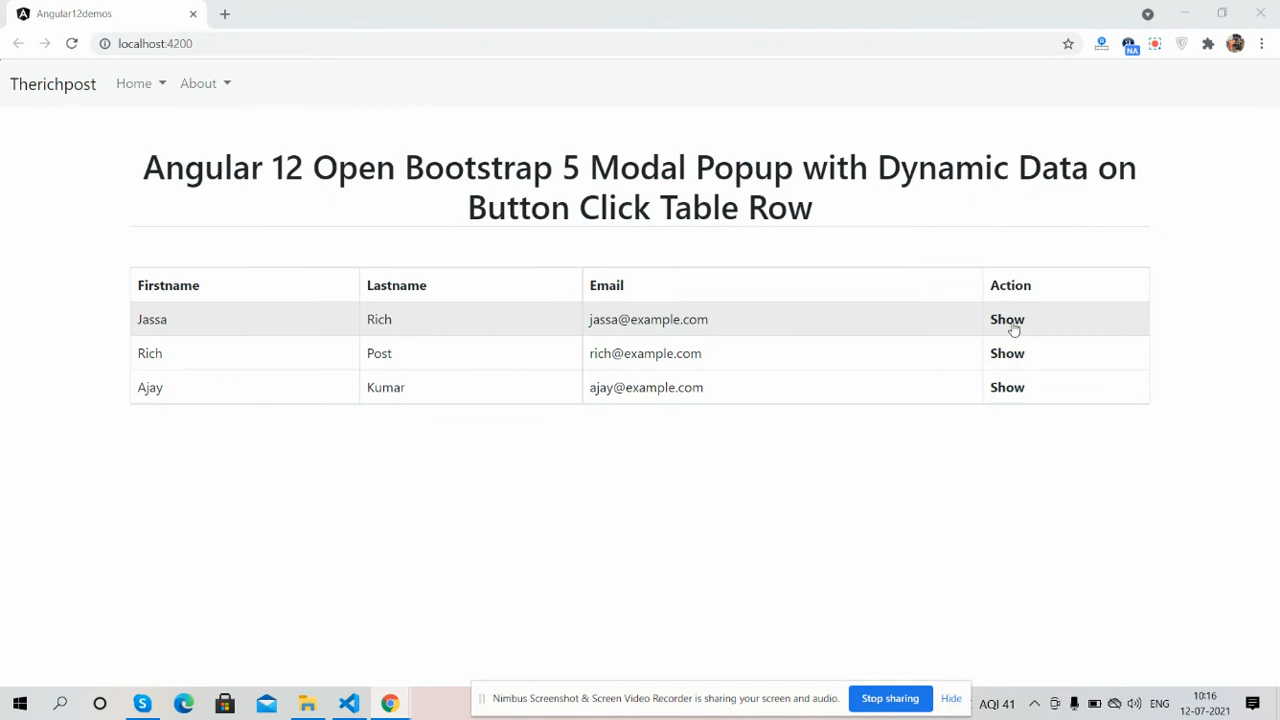 Angular12demos
localhost:4200
NA
Therichpost Home About
Angular 12 Open Bootstrap 5 Modal Popup with Dynamic Data on
Button Click Table Row
Firstname Lastname Email Action
Jassa Rich jassa@example.com Show
Rich Post rich@example.com Show
Ajay Kumar ajay@example.com Show
Nimbus Screenshot & Screen Video Recorder is sharing your screen and audio. Stop sharing Hide
AQI 41 ENG 10:16
12-07-2021